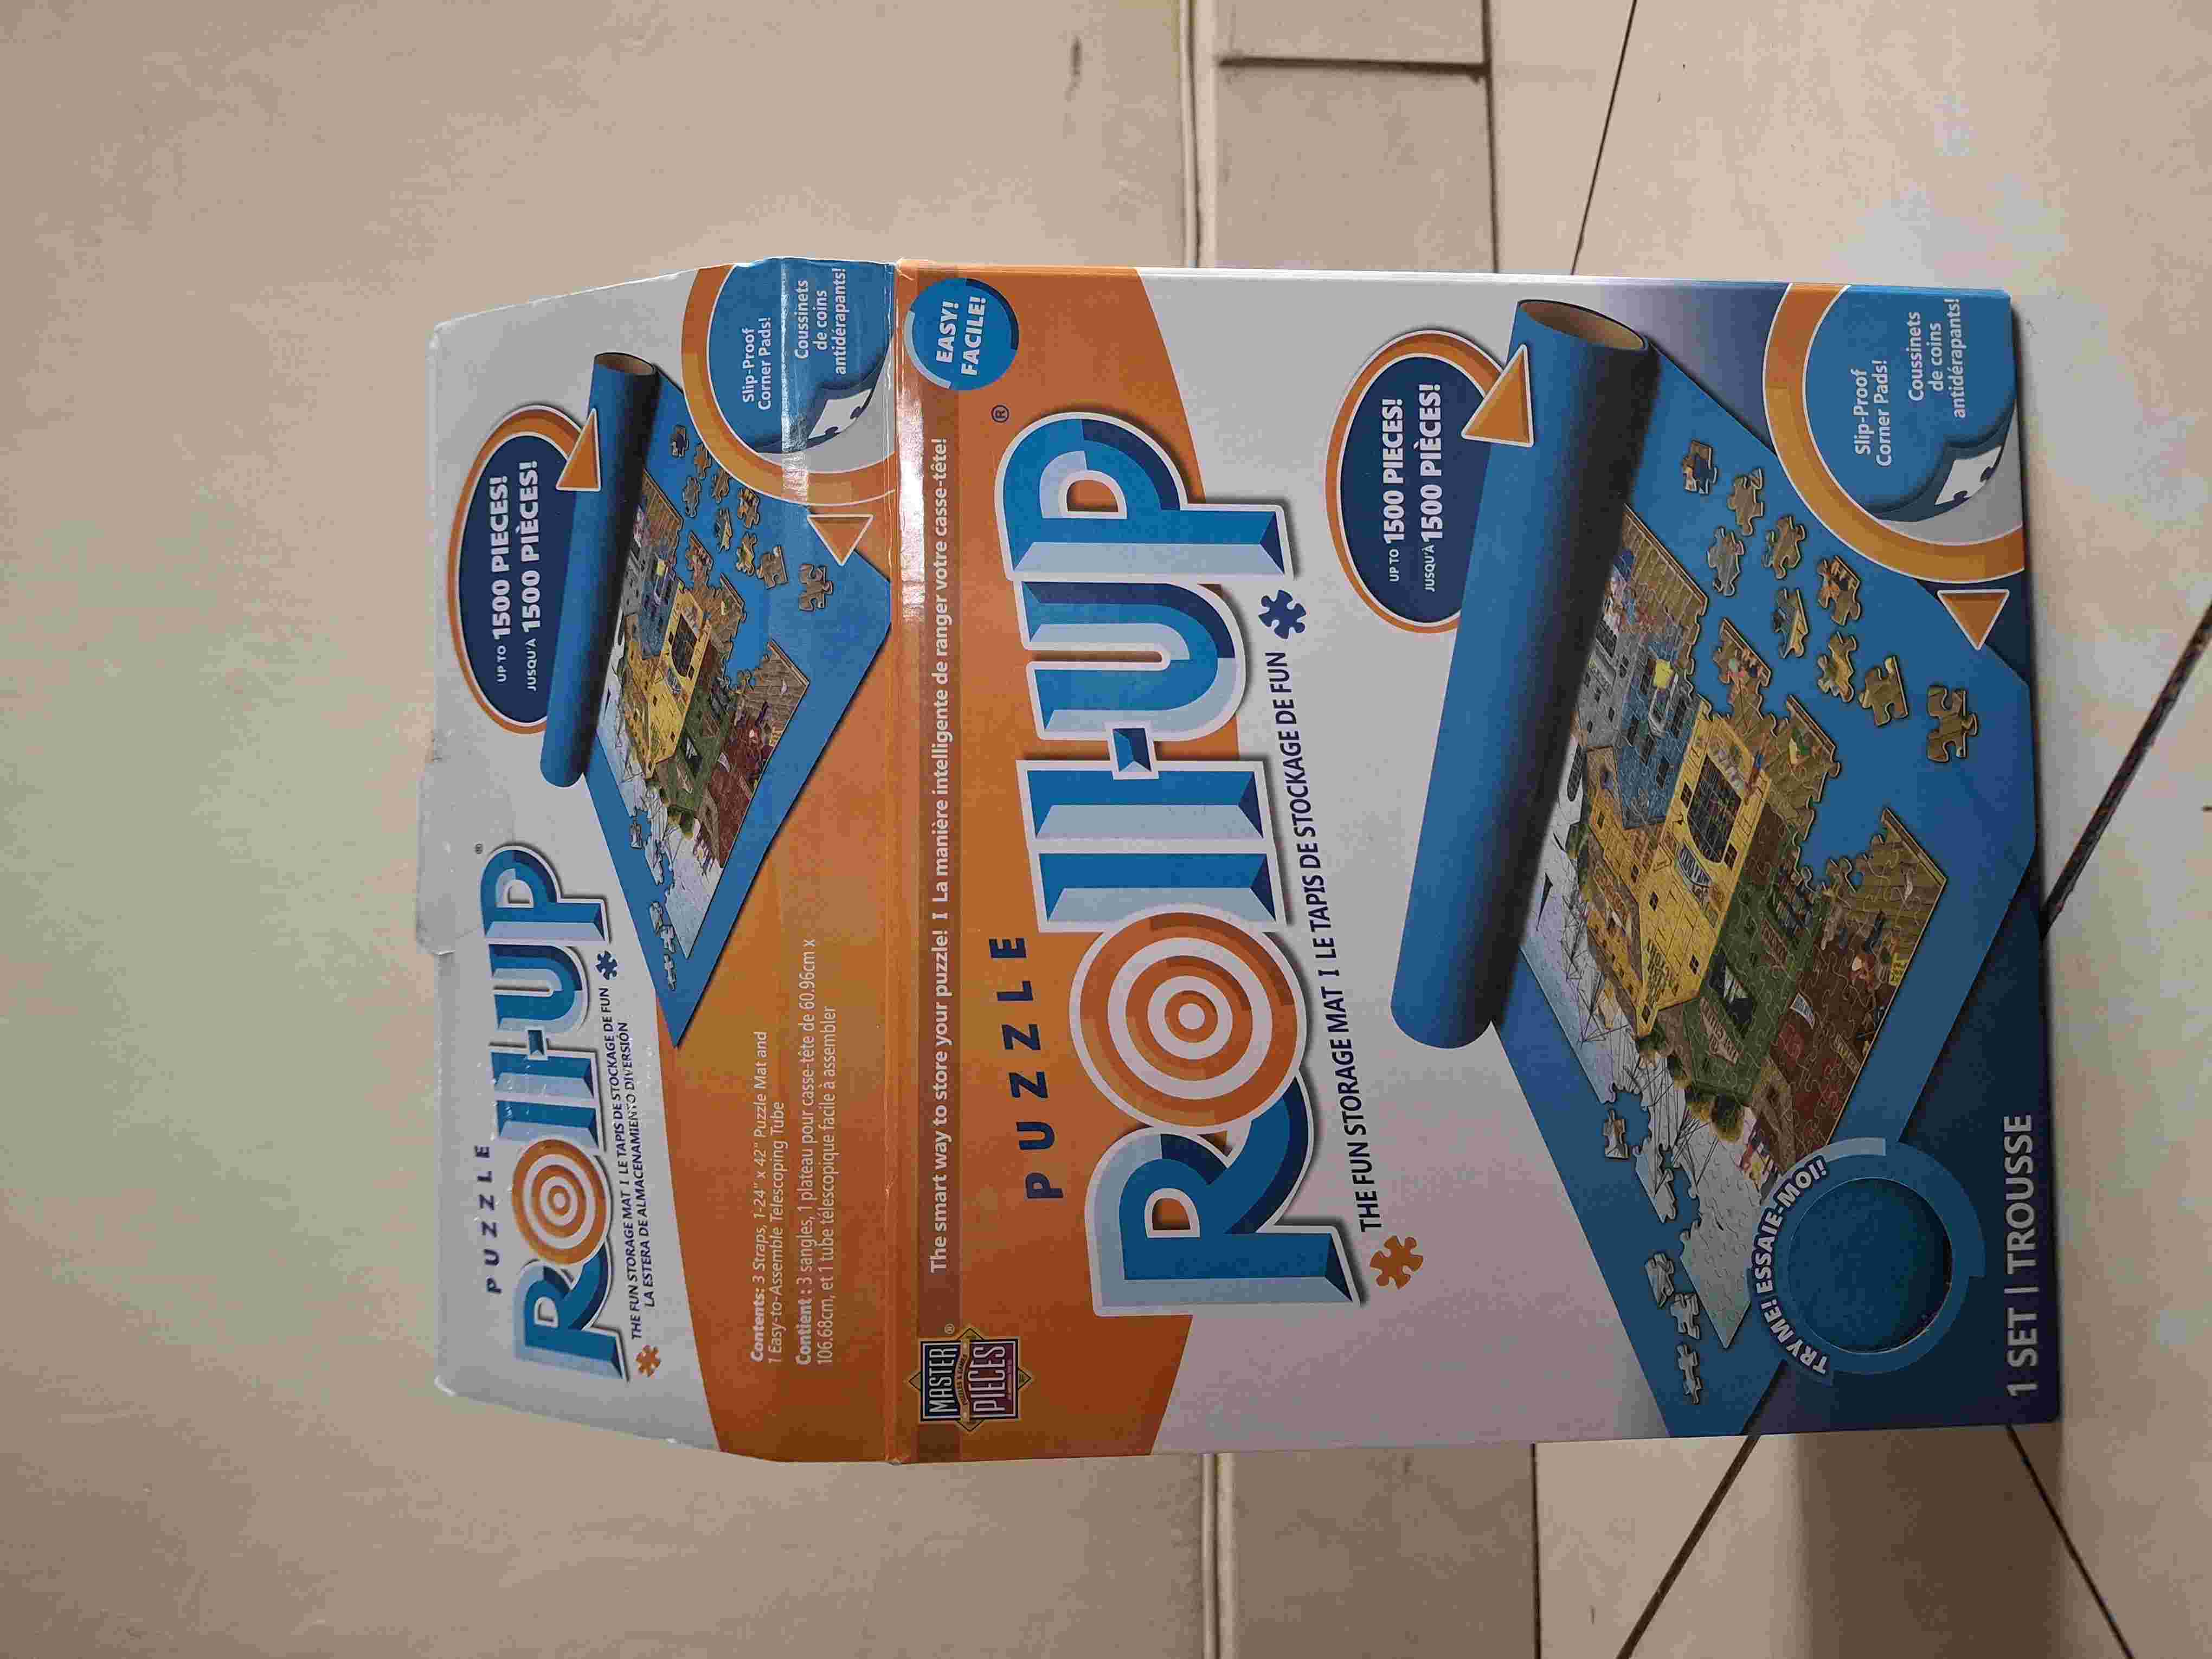 PUZZLE
ROll-UP®
THE FUN STORAGE MAT I LE TAPIS DE STOCKAGE DE FUN
LA ESTERA DE ALMACENAMIENTO DIVERSIÓN
UP TO 1500 PIECES!
JUSQU'À 1500 PIÈCES!
Contents: 3 Straps, 1-24" x 42" Puzzle Mat and
1 Easy-to-Assemble Telescoping Tube
Contient : 3 sangles, 1 plateau pour casse-tête de 60.96cm x
106.68cm, et 1 tube télescopique facile à assembler
Slip-Proof
Corner Pads!
Coussinets
de coins
antidérapants!
MASTER
PUZZLES & GAMES
PIECES
®
The smart way to store your puzzle! I La manière intelligente de ranger votre casse-tête!
EASY!
FACILE!
PUZZLE
ROll-UP®
THE FUN STORAGE MAT I LE TAPIS DE STOCKAGE DE FUN
UP TO 1500 PIECES!
JUSQU'À 1500 PIÈCES!
TRY ME! ESSAIE-MOI!
Slip-Proof
Corner Pads!
Coussinets
de coins
antidérapants!
1 SET | TROUSSE